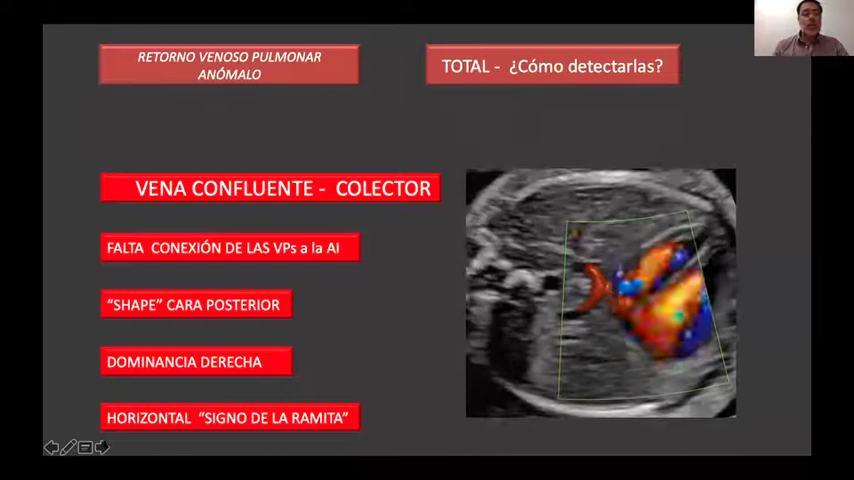 RETORNO VENOSO PULMONAR
ANÓMALO
TOTAL - ¿Cómo detectarlas?
VENA CONFLUENTE - COLECTOR
FALTA CONEXIÓN DE LAS VPs a la AI
“SHAPE” CARA POSTERIOR
DOMINANCIA DERECHA
HORIZONTAL “SIGNO DE LA RAMITA”